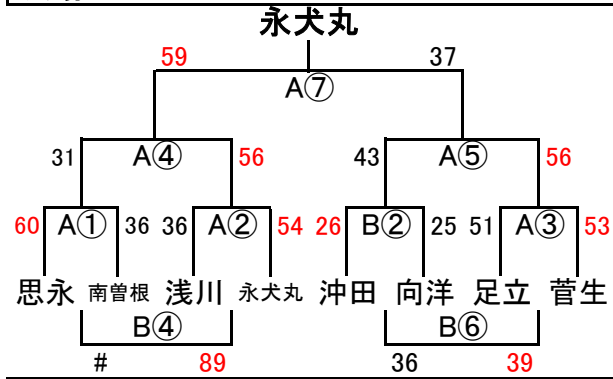 永犬丸
59 37
A⑦
31 A④ 56 43 A⑤ 56
60 A① 36 36 A② 54 26 B② 25 51 A③ 53
思永 南曽根 浅川 永犬丸 沖田 向洋 足立 菅生
B④ B⑥
# 89 36 39